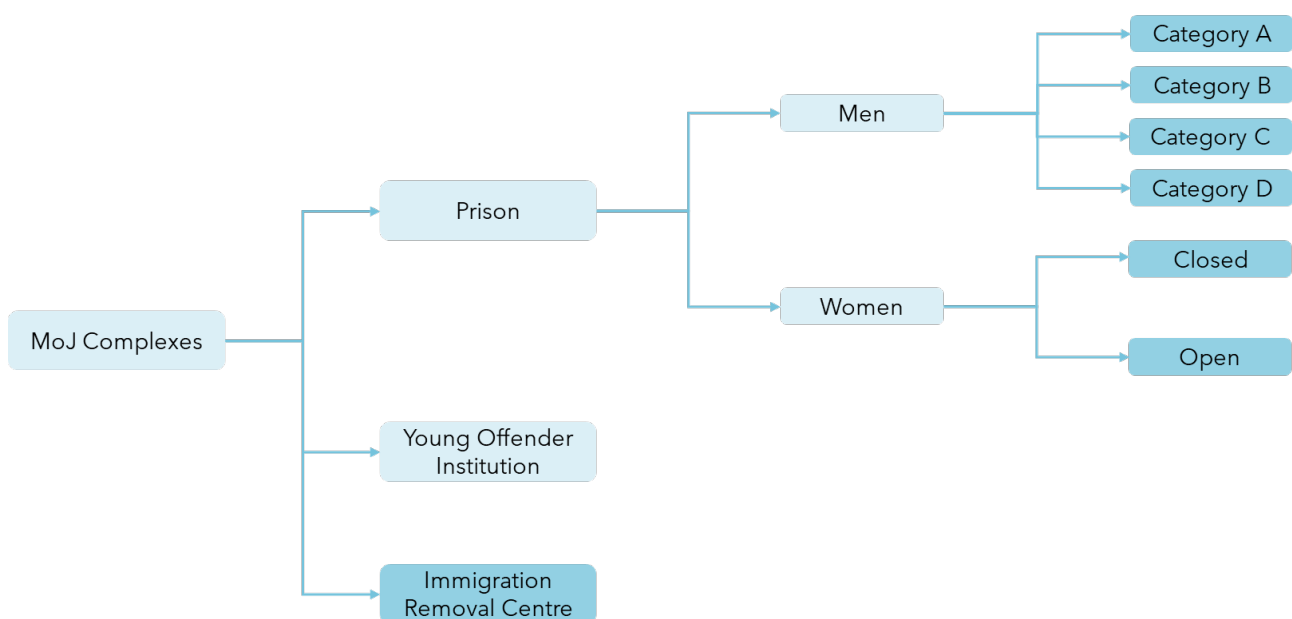 MoJ Complexes
Prison
Young Offender
Institution
Immigration
Removal Centre
Men
Women
Category A
Category B
Category C
Category D
Closed
Open